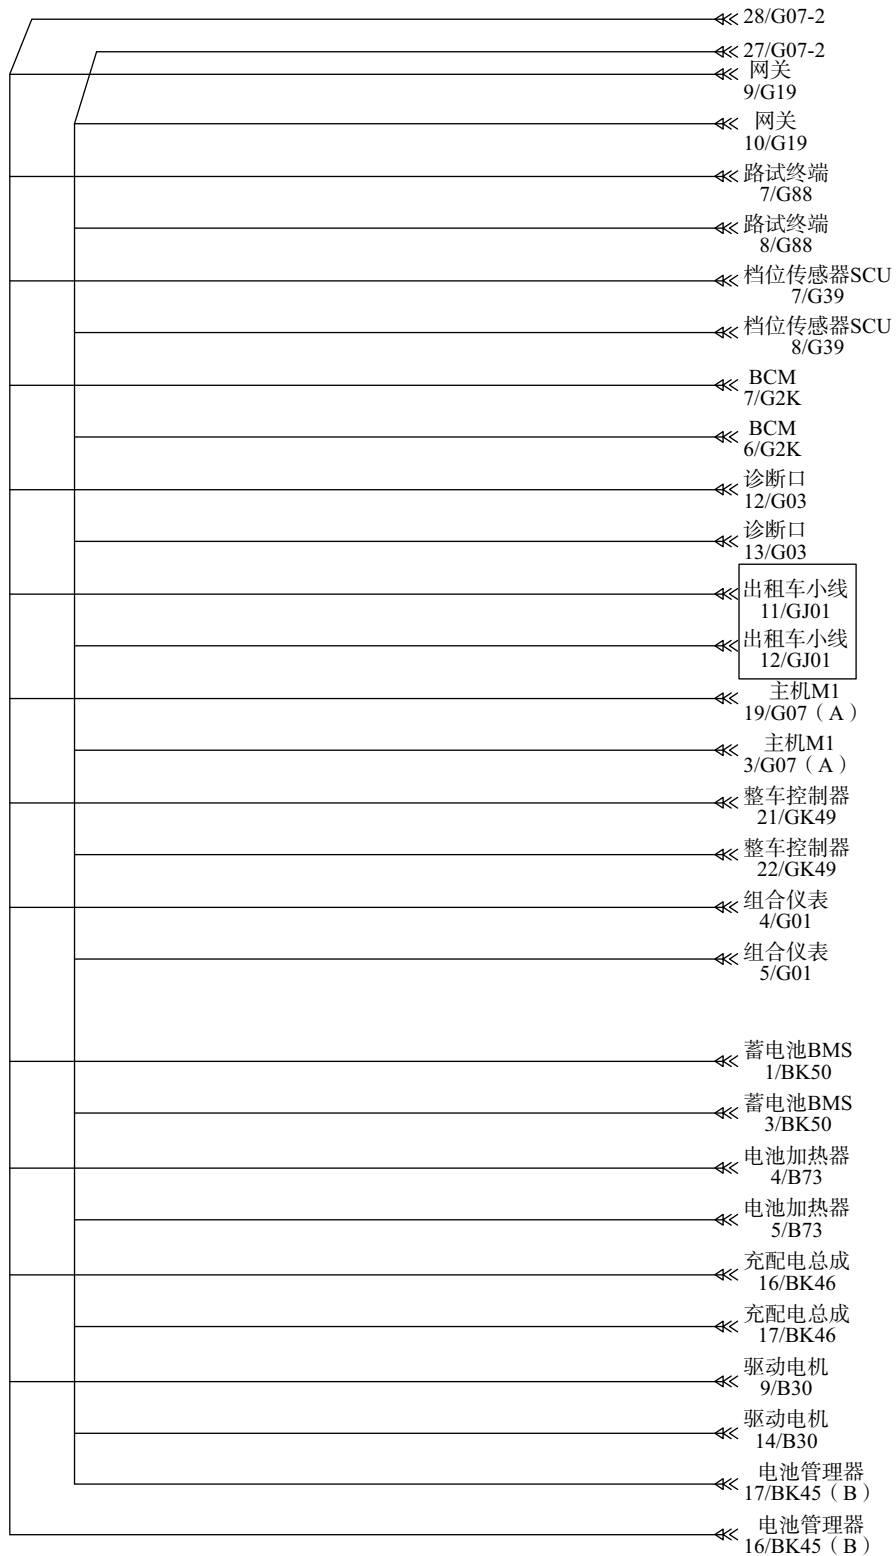 28/G07-2
27/G07-2
网关
9/G19
网关
10/G19
路试终端
7/G88
路试终端
8/G88
档位传感器SCU
7/G39
档位传感器SCU
8/G39
BCM
7/G2K
BCM
6/G2K
诊断口
12/G03
诊断口
13/G03
出租车小线
11/GJ01
出租车小线
12/GJ01
主机M1
19/G07（A）
主机M1
3/G07（A）
整车控制器
21/GK49
整车控制器
22/GK49
组合仪表
4/G01
组合仪表
5/G01
蓄电池BMS
1/BK50
蓄电池BMS
3/BK50
电池加热器
4/B73
电池加热器
5/B73
充配电总成
16/BK46
充配电总成
17/BK46
驱动电机
9/B30
驱动电机
14/B30
电池管理器
17/BK45（B）
电池管理器
16/BK45（B）